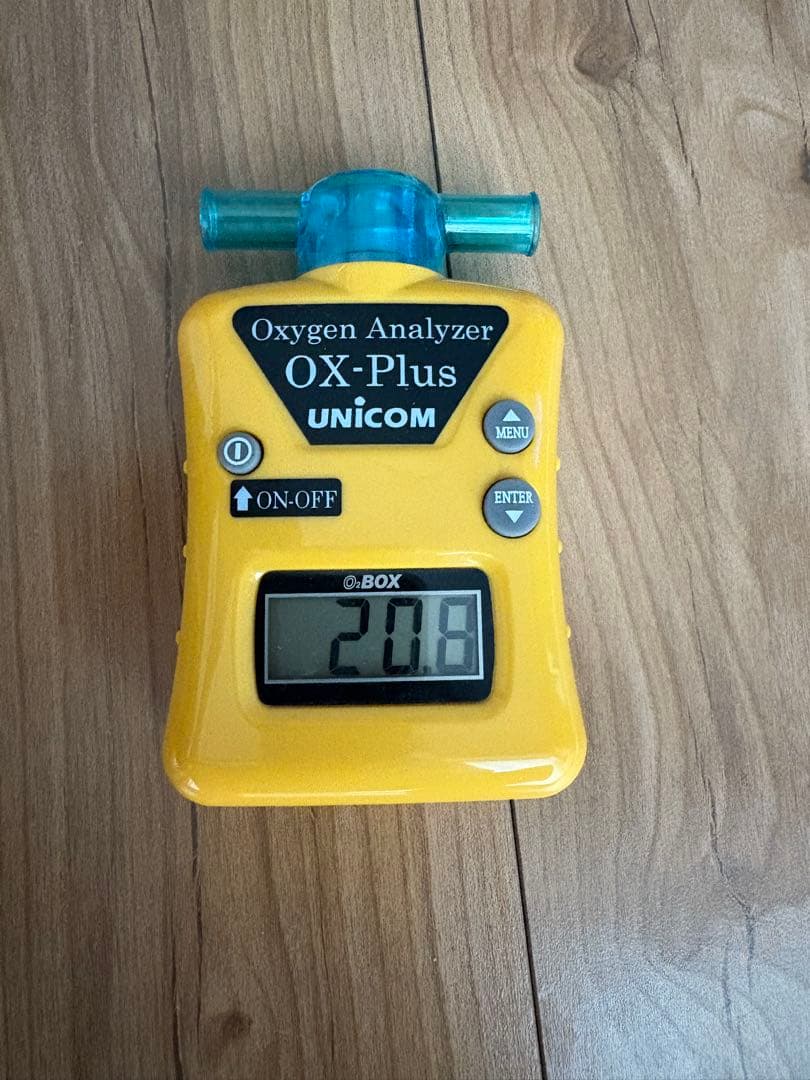 Oxygen Analyzer
OX-Plus
UNICOM
MENU
ON-OFF
ENTER
O₂BOX
20.8